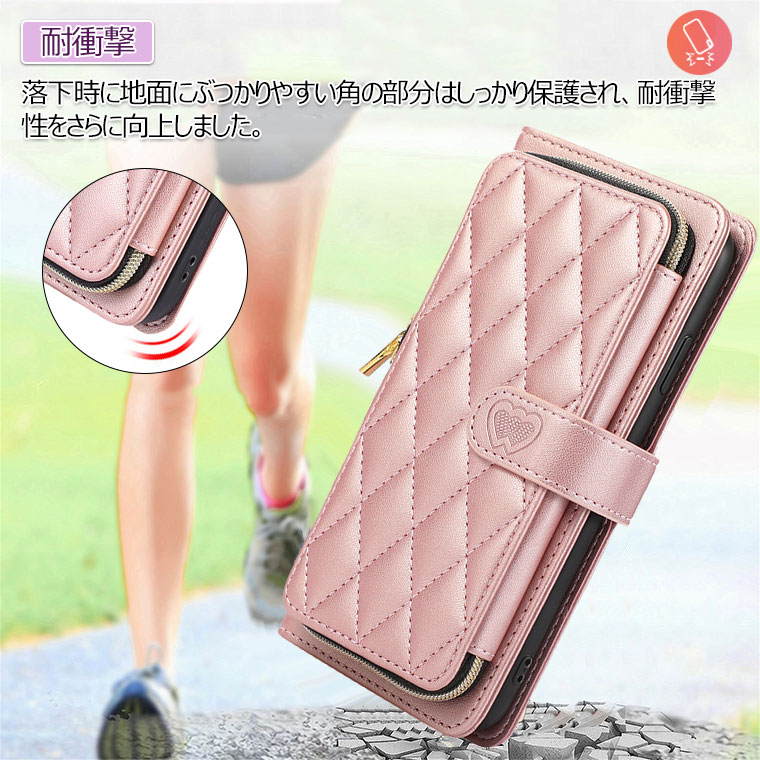 耐衝撃
落下時に地面にぶつかりやすい角の部分はしっかり保護され、耐衝撃
性をさらに向上しました。